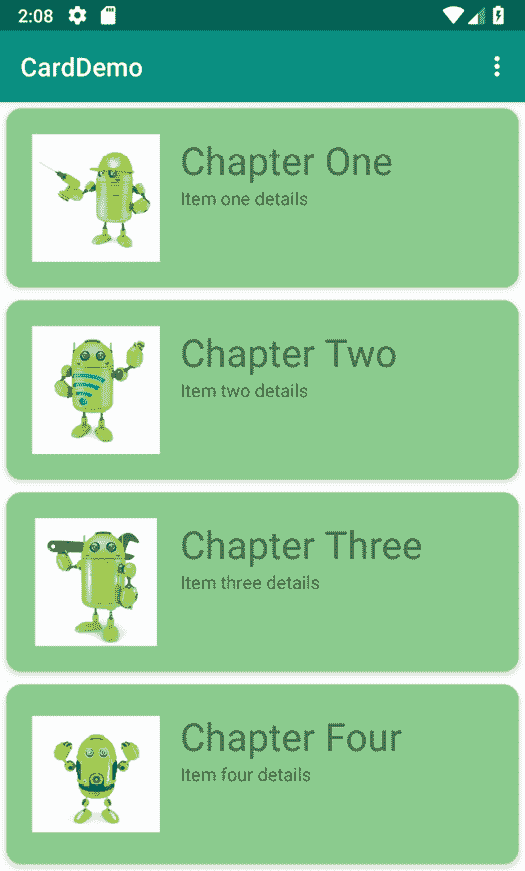 2:08
CardDemo
Chapter One
Item one details
Chapter Two
Item two details
Chapter Three
Item three details
Chapter Four
Item four details